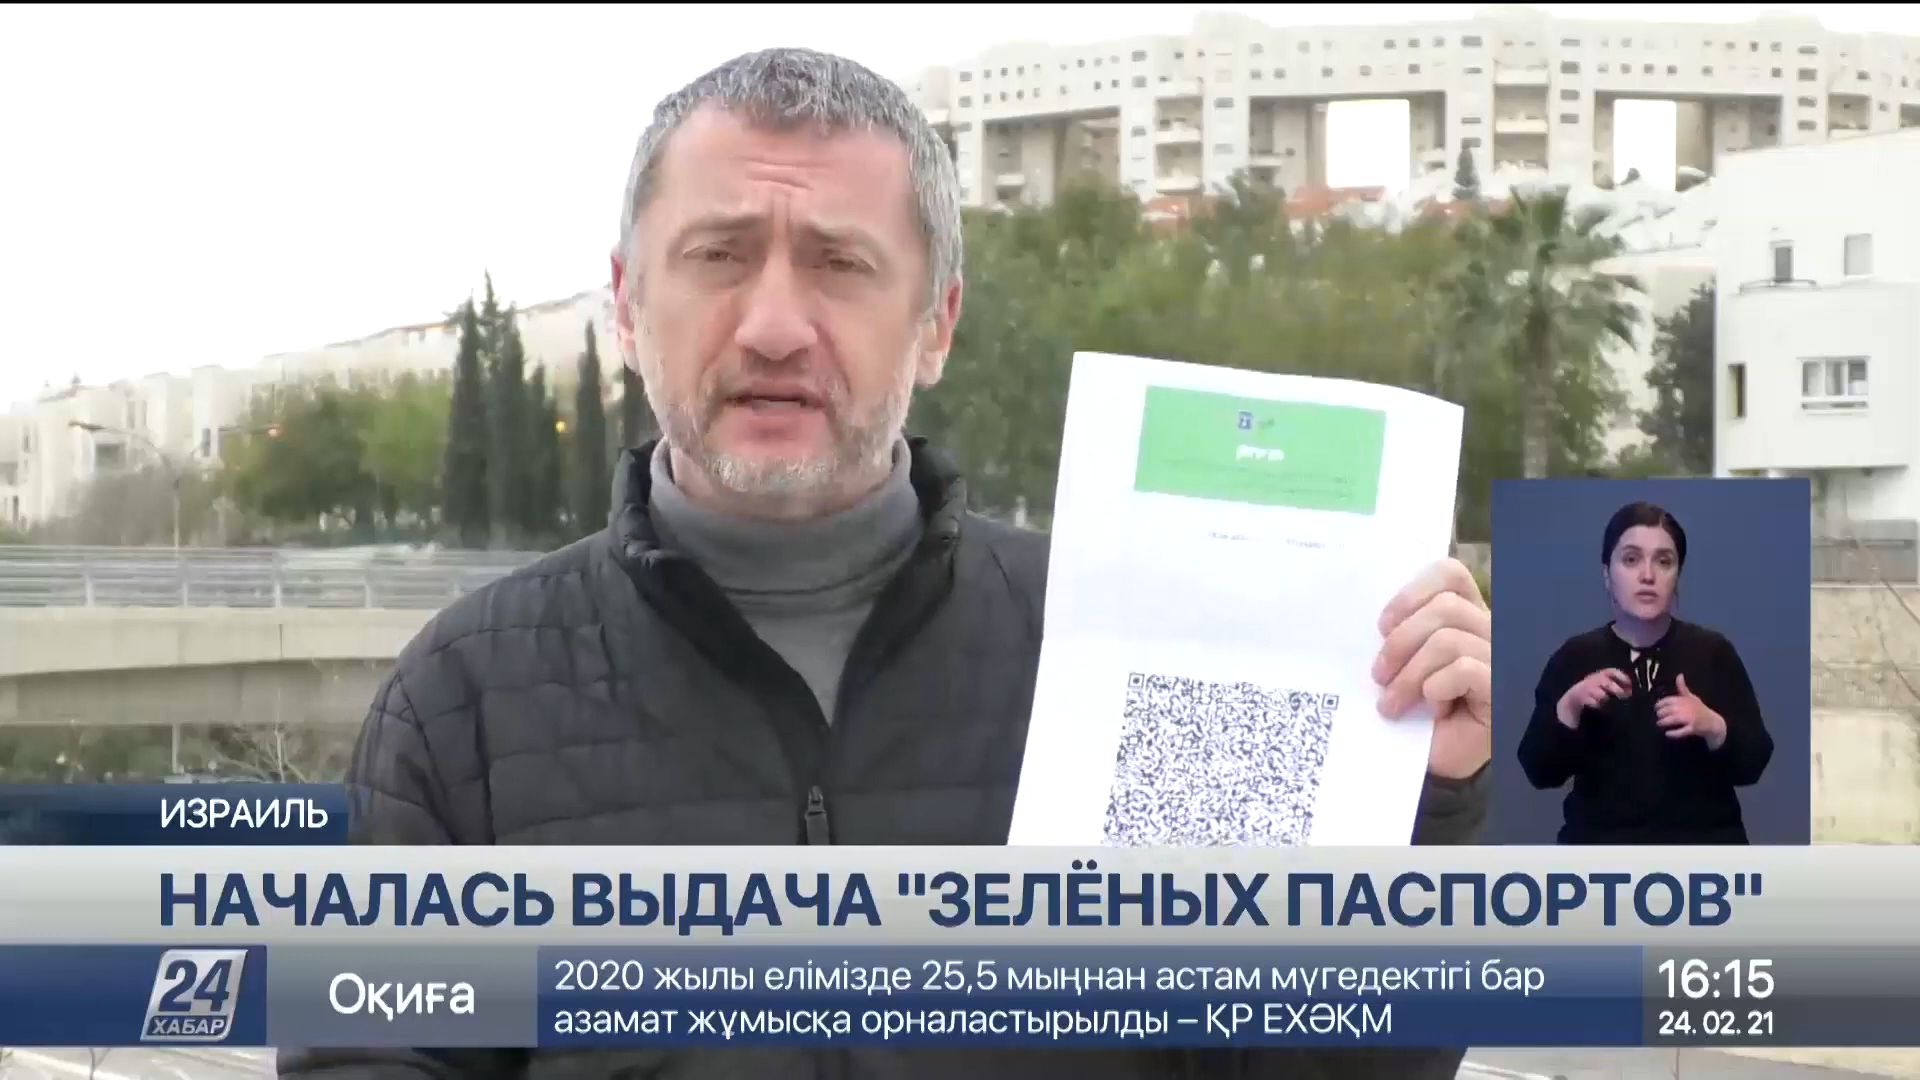 ИЗРАИЛЬ
НАЧАЛАСЬ ВЫДАЧА "ЗЕЛЁНЫХ ПАСПОРТОВ"
24
ХАБАР
Оқиға
2020 жылы елімізде 25,5 мыңнан астам мүгедектігі бар
азамат жұмысқа орналастырылды – ҚР ЕХӘҚМ
16:15
24. 02. 21